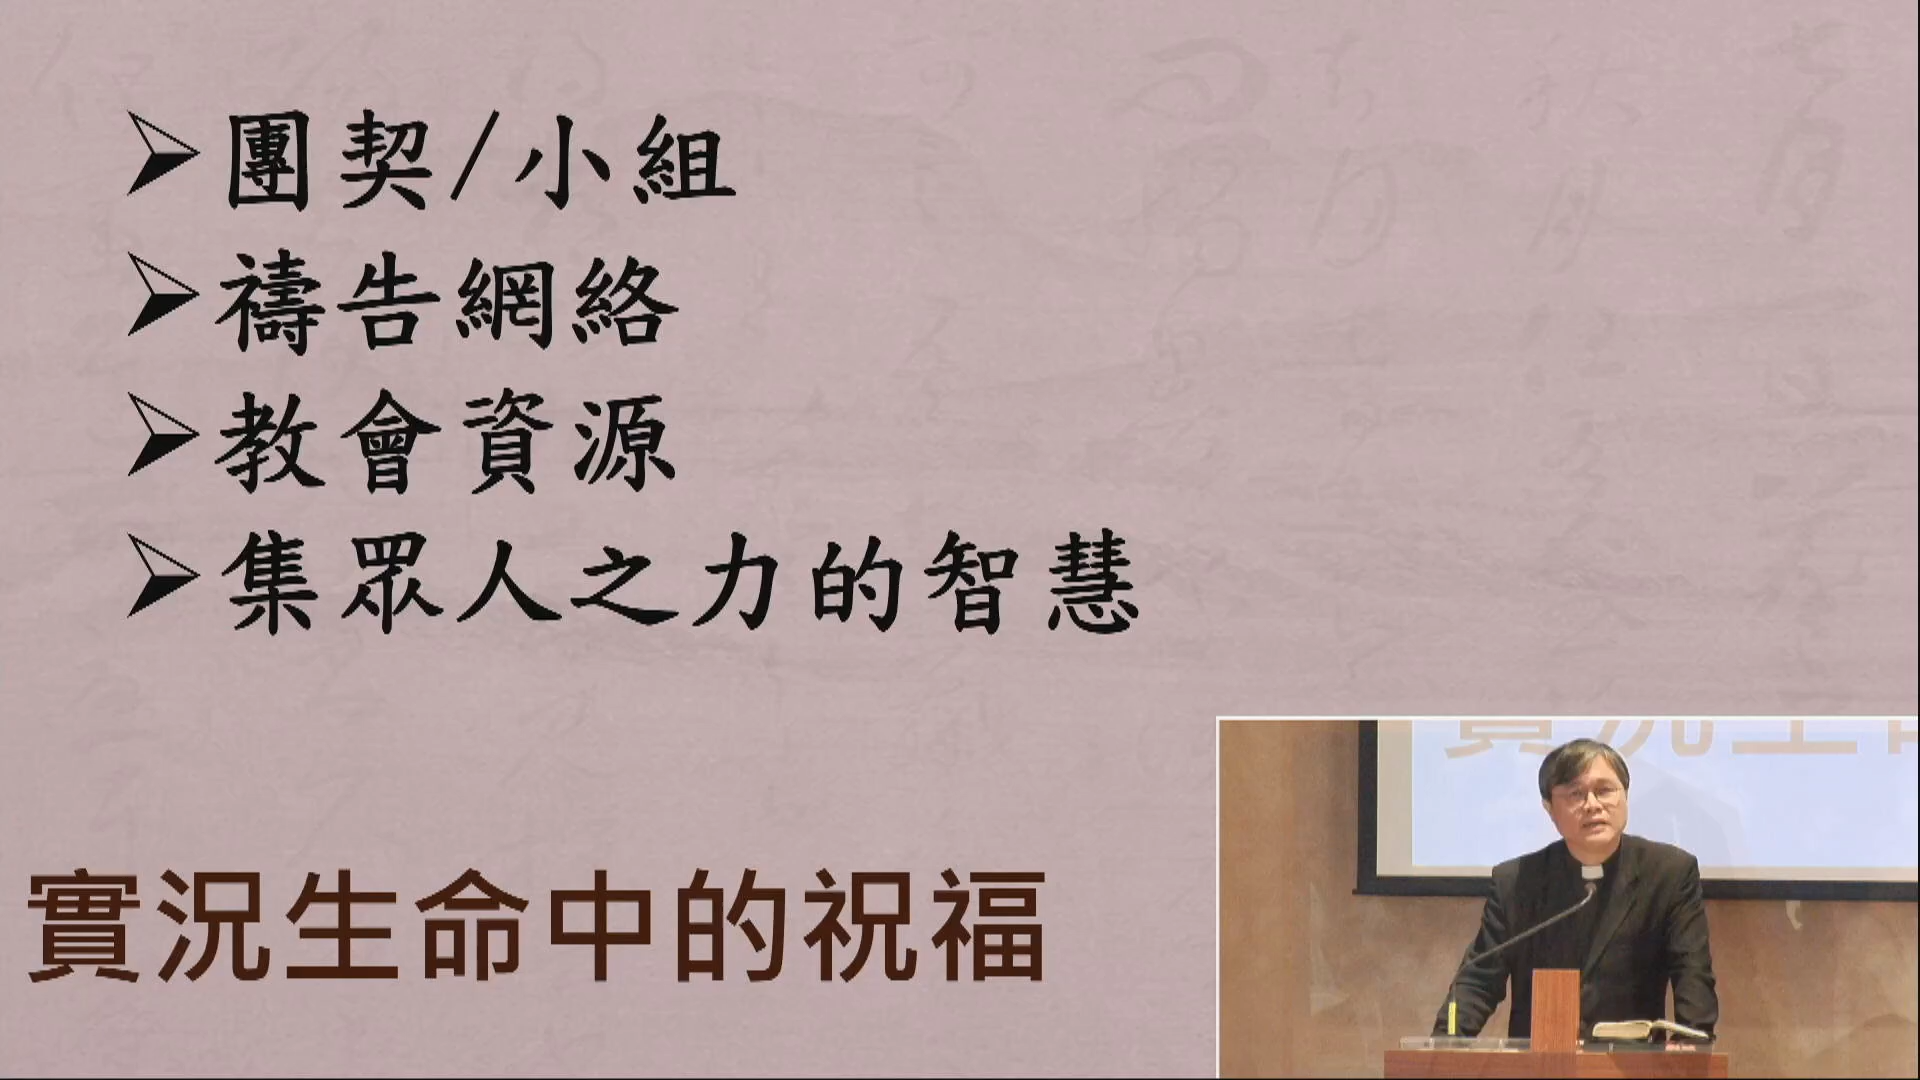 團契/小組
禱告網絡
教會資源
集眾人之力的智慧
實況生命中的祝福